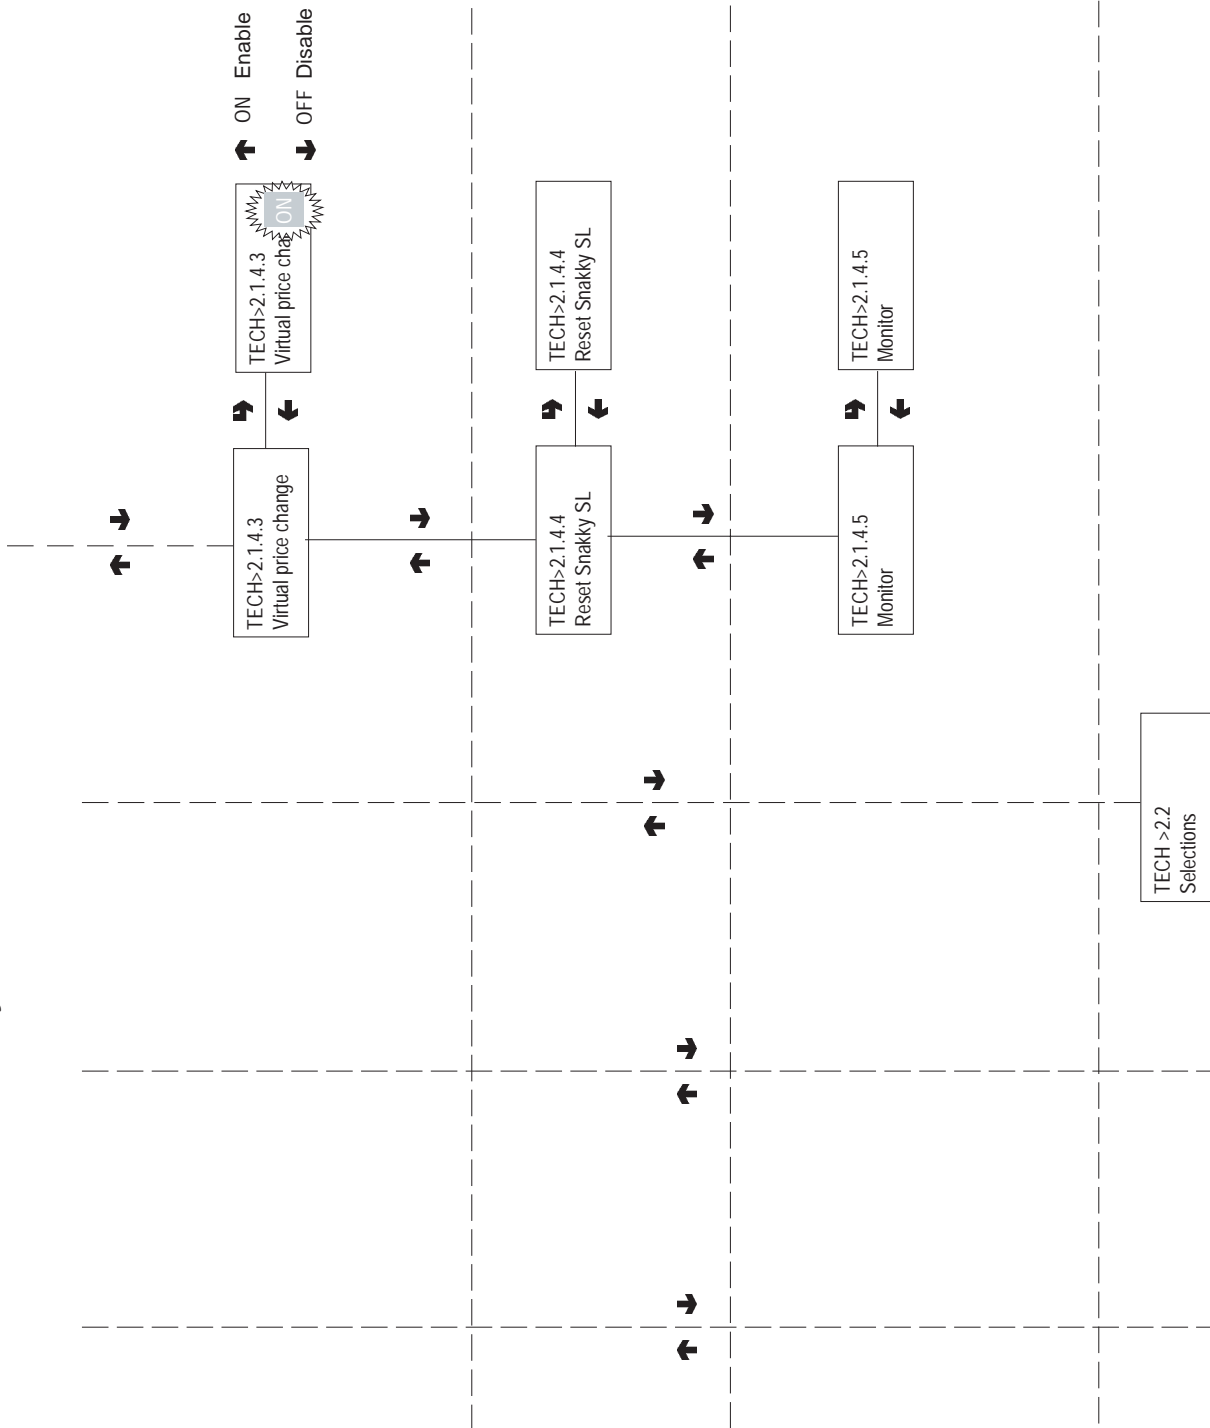 TECH>2.1.4.3
Virtual price change
TECH>2.1.4.3
Virtual price cha
ON
ON Enable
OFF Disable
TECH>2.1.4.4
Reset Snakky SL
TECH>2.1.4.4
Reset Snakky SL
TECH>2.1.4.5
Monitor
TECH>2.1.4.5
Monitor
TECH >2.2
Selections